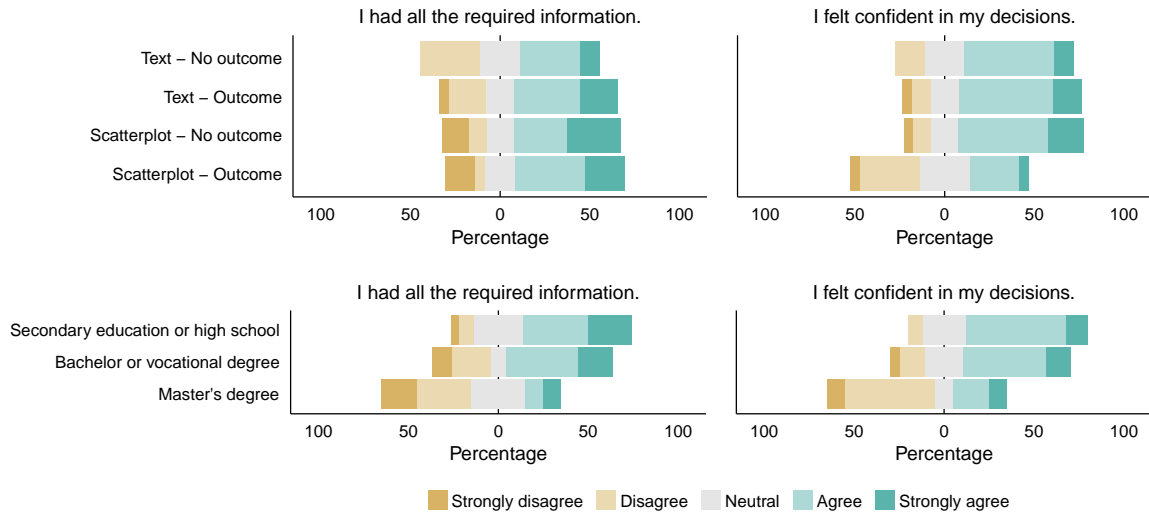 I had all the required information. I felt confident in my decisions.
Text – No outcome
Text – Outcome
Scatterplot – No outcome
Scatterplot – Outcome
100 50 0 50 100 100 50 0 50 100
Percentage Percentage
I had all the required information. I felt confident in my decisions.
Secondary education or high school
Bachelor or vocational degree
Master's degree
100 50 0 50 100 100 50 0 50 100
Percentage Percentage
Strongly disagree Disagree Neutral Agree Strongly agree